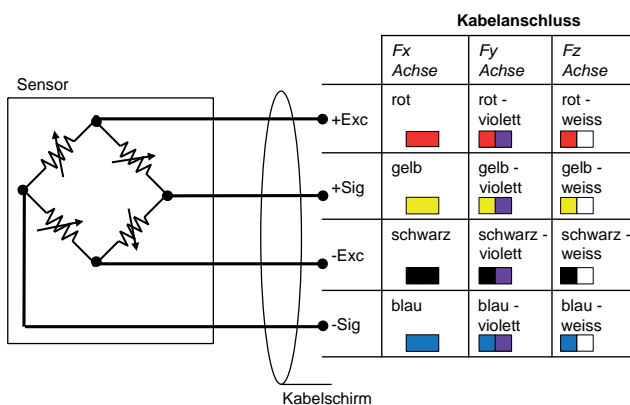 Kabelanschluss
Fx
Achse
Fy
Achse
Fz
Achse
Sensor
+Exc
rot
rot -
violett
rot -
weiss
+Sig
gelb
gelb -
violett
gelb -
weiss
-Exc
schwarz
schwarz -
violett
schwarz -
weiss
-Sig
blau
blau -
violett
blau -
weiss
Kabelschirm